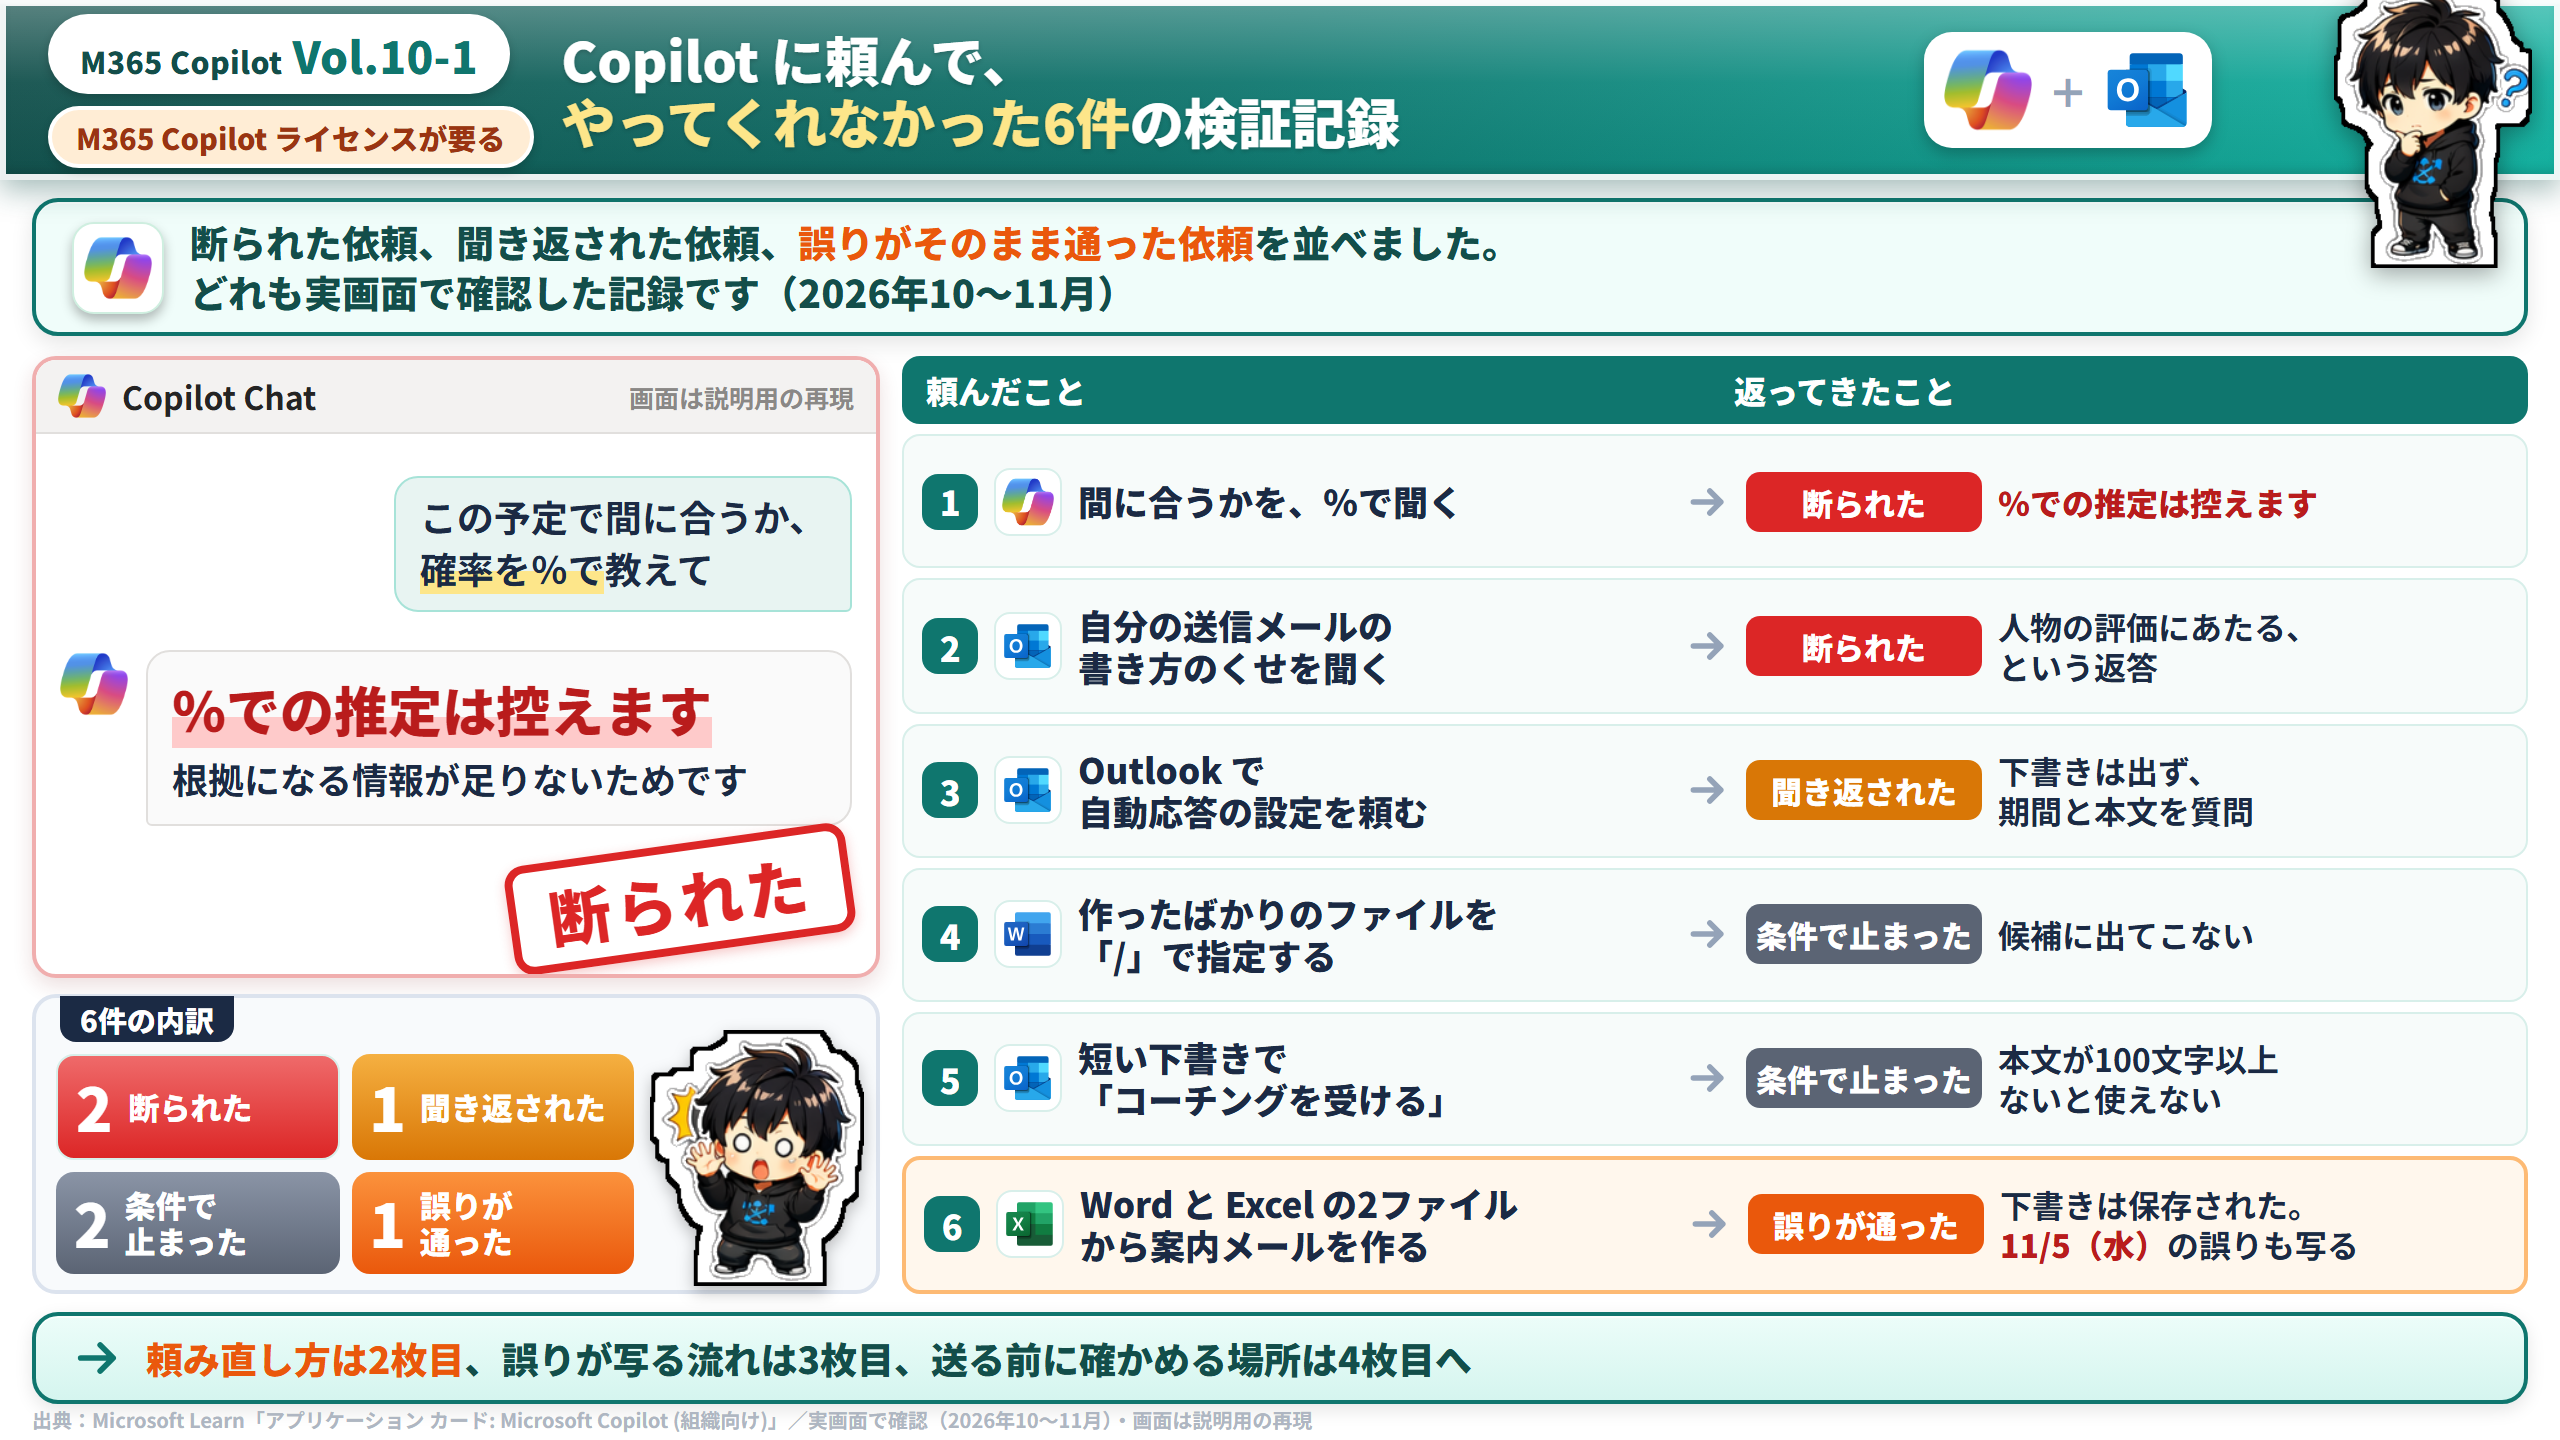 M365 Copilot Vol.10-1
M365 Copilot ライセンスが要る
Copilot に頼んで、
やってくれなかった6件の検証記録
断られた依頼、聞き返された依頼、誤りがそのまま通った依頼を並べました。
どれも実画面で確認した記録です（2026年10〜11月）
Copilot Chat
画面は説明用の再現
この予定で間に合うか、
確率を%で教えて
%での推定は控えます
根拠になる情報が足りないためです
断られた
6件の内訳
2 断られた
1 聞き返された
2 条件で
止まった
1 誤りが
通った
頼んだこと 返ってきたこと
1 間に合うかを、%で聞く → 断られた %での推定は控えます
2 自分の送信メールの
書き方のくせを聞く
→ 断られた 人物の評価にあたる、
という返答
3 Outlook で
自動応答の設定を頼む
→ 聞き返された 下書きは出ず、
期間と本文を質問
4 作ったばかりのファイルを
「/」で指定する
→ 条件で止まった 候補に出てこない
5 短い下書きで
「コーチングを受ける」
→ 条件で止まった 本文が100文字以上
ないと使えない
6 Word と Excel の2ファイル
から案内メールを作る
→ 誤りが通った 下書きは保存された。
11/5（水）の誤りも写る
→ 頼み直し方は2枚目、誤りが写る流れは3枚目、送る前に確かめる場所は4枚目へ
出典：Microsoft Learn「アプリケーション カード: Microsoft Copilot (組織向け)」／実画面で確認（2026年10〜11月）・画面は説明用の再現